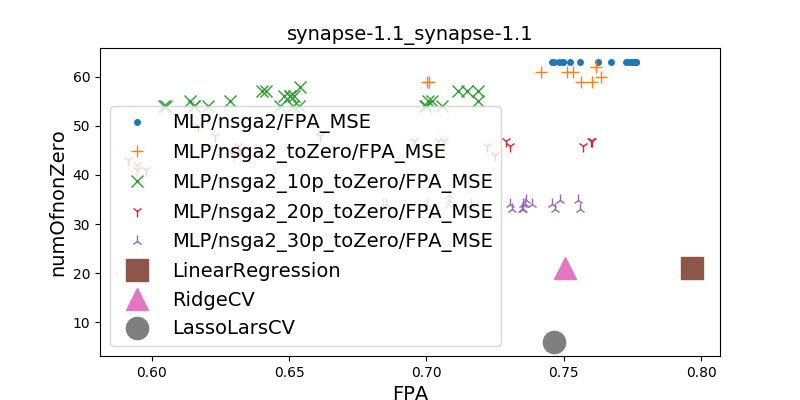 synapse-1.1_synapse-1.1
numOfnonZero
60
50
40
30
20
10
MLP/nsga2/FPA_MSE
MLP/nsga2_toZero/FPA_MSE
MLP/nsga2_10p_toZero/FPA_MSE
MLP/nsga2_20p_toZero/FPA_MSE
MLP/nsga2_30p_toZero/FPA_MSE
LinearRegression
RidgeCV
LassoLarsCV
0.60 0.65 0.70 0.75 0.80
FPA